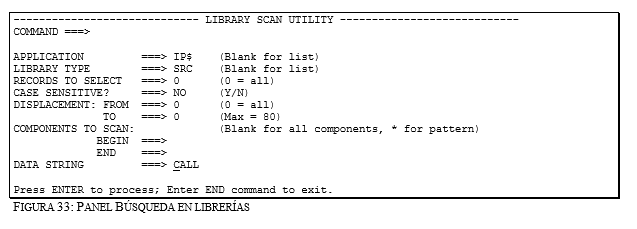 ---------------------------- LIBRARY SCAN UTILITY ---------------------------
COMMAND ===>
APPLICATION ===> IP$ (Blank for list)
LIBRARY TYPE ===> SRC (Blank for list)
RECORDS TO SELECT ===> 0 (0 = all)
CASE SENSITIVE? ===> NO (Y/N)
DISPLACEMENT: FROM ===> 0 (0 = all)
TO ===> 0 (Max = 80)
COMPONENTS TO SCAN: (Blank for all components, * for pattern)
BEGIN ===>
END ===>
DATA STRING ===> CALL
Press ENTER to process; Enter END command to exit.
FIGURA 33: PANEL BÚSQUEDA EN LIBRERÍAS